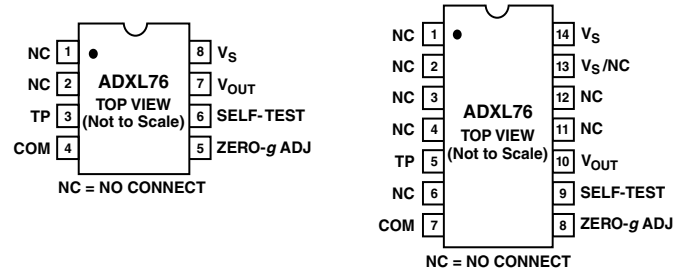 NC 1 8 VS
NC 2 ADXL76 7 VOUT
TOP VIEW
TP 3 (Not to Scale) 6 SELF-TEST
COM 4 5 ZERO-g ADJ
NC = NO CONNECT
NC 1 14 VS
NC 2 13 VS/NC
NC 3 12 NC
ADXL76
NC 4 TOP VIEW 11 NC
TP 5 (Not to Scale) 10 VOUT
NC 6 9 SELF-TEST
COM 7 8 ZERO-g ADJ
NC = NO CONNECT